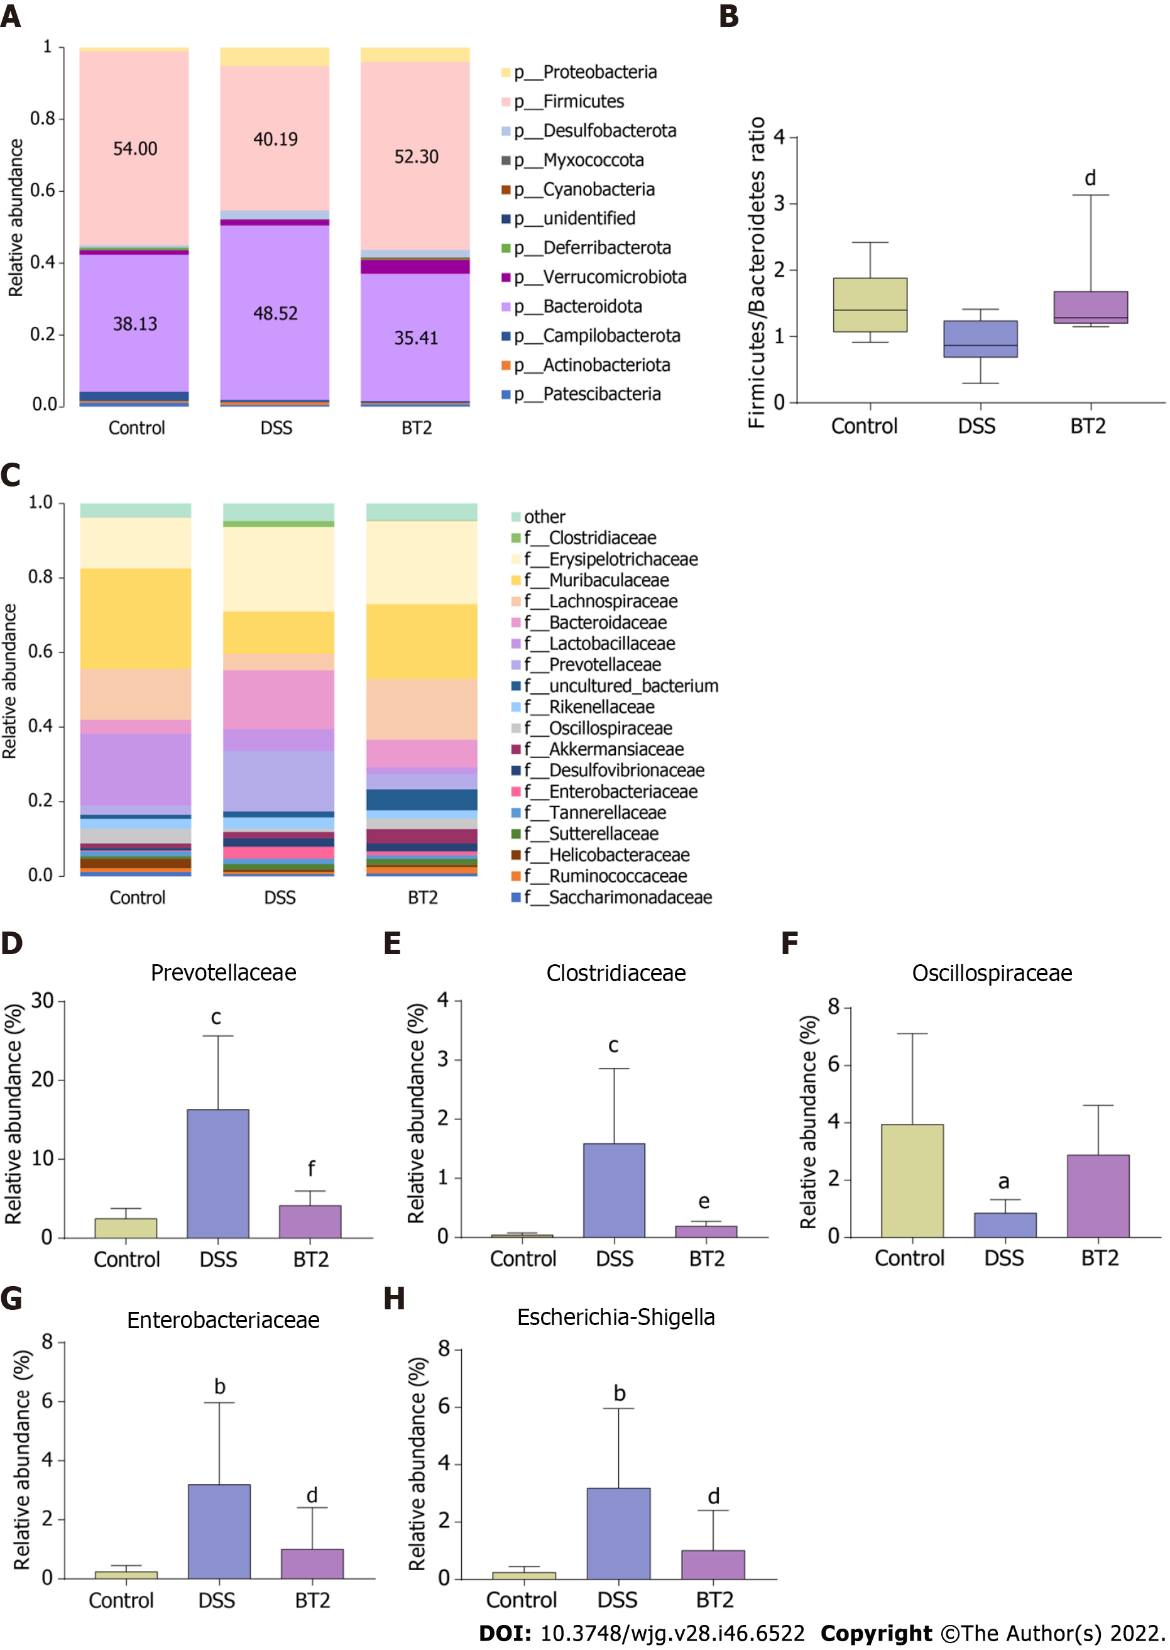 A
1
0.8
0.6
0.4
0.2
0.0
Relative abundance
54.00
38.13
40.19
48.52
52.30
35.41
Control DSS BT2
p__Proteobacteria
p__Firmicutes
p__Desulfobacterota
p__Myxococcota
p__Cyanobacteria
p__unidentified
p__Deferribacterota
p__Verrucomicrobiota
p__Bacteroidota
p__Campilobacterota
p__Actinobacteriota
p__Patescibacteria
B
Firmicutes/Bacteroidetes ratio
4
3
2
1
0
d
Control DSS BT2
C
Relative abundance
1.0
0.8
0.6
0.4
0.2
0.0
Control DSS BT2
other
f__Clostridiaceae
f__Erysipelotrichaceae
f__Muribaculaceae
f__Lachnospiraceae
f__Bacteroidaceae
f__Lactobacillaceae
f__Prevotellaceae
f__uncultured_bacterium
f__Rikenellaceae
f__Oscillospiraceae
f__Akkermansiaceae
f__Desulfovibrionaceae
f__Enterobacteriaceae
f__Tannerellaceae
f__Sutterellaceae
f__Helicobacteraceae
f__Ruminococcaceae
f__Saccharimonadaceae
D
Prevotellaceae
Relative abundance (%)
30
20
10
0
c
f
Control DSS BT2
E
Clostridiaceae
Relative abundance (%)
4
3
2
1
0
c
e
Control DSS BT2
F
Oscillospiraceae
Relative abundance (%)
8
6
4
2
0
a
Control DSS BT2
G
Enterobacteriaceae
Relative abundance (%)
8
6
4
2
0
b
d
Control DSS BT2
H
Escherichia-Shigella
Relative abundance (%)
8
6
4
2
0
b
d
Control DSS BT2
DOI: 10.3748/wjg.v28.i46.6522 Copyright ©The Author(s) 2022.